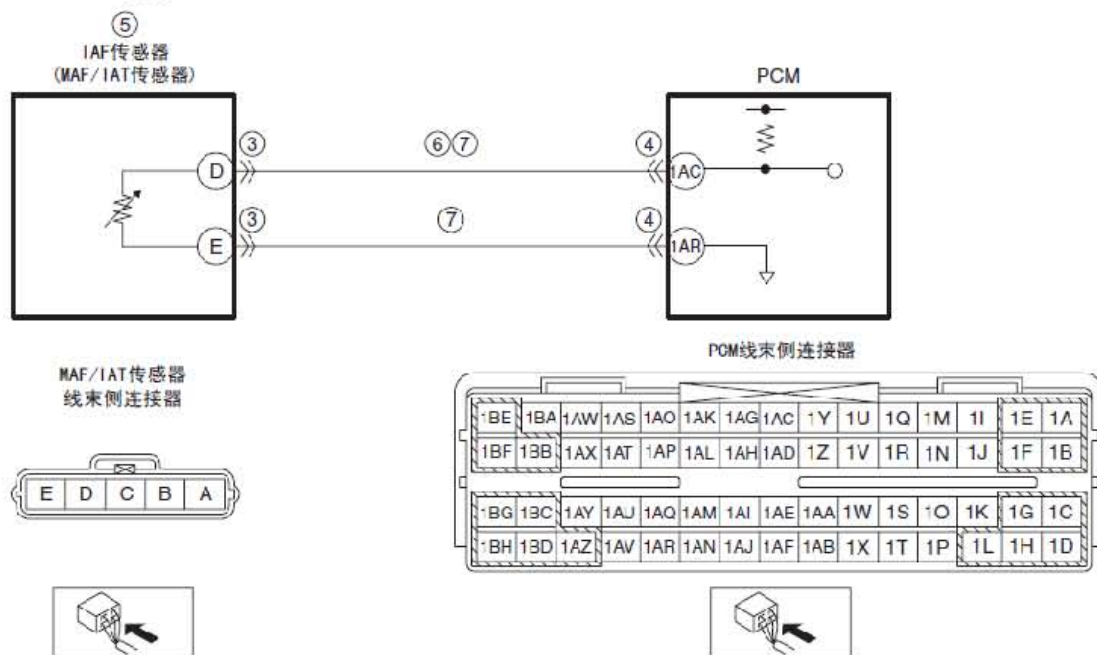 ⑤
IAF传感器
(MAF/IAT传感器)
PCM
D ③ ⑥⑦ ④ 1AC
E ③ ⑦ ④ 1AR
MAF/IAT传感器
线束侧连接器
E D C B A
PCM线束侧连接器
1BE 1BA 1AW 1AS 1AO 1AK 1AG 1AC 1Y 1U 1Q 1M 1I 1E 1A
1BF 1BB 1AX 1AT 1AP 1AL 1AH 1AD 1Z 1V 1R 1N 1J 1F 1B
1BG 1BC 1AY 1AU 1AQ 1AM 1AI 1AE 1AA 1W 1S 1O 1K 1G 1C
1BH 1BD 1AZ 1AV 1AR 1AN 1AJ 1AF 1AB 1X 1T 1P 1L 1H 1D